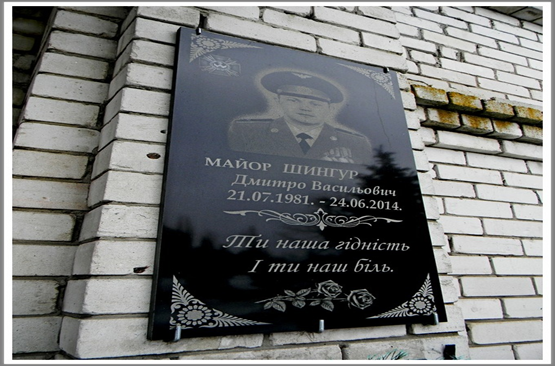 МАЙОР ШИНГУР
Дмитро Васильович
21.07.1981. - 24.06.2014.
Ти наша гідність
І ти наш біль.